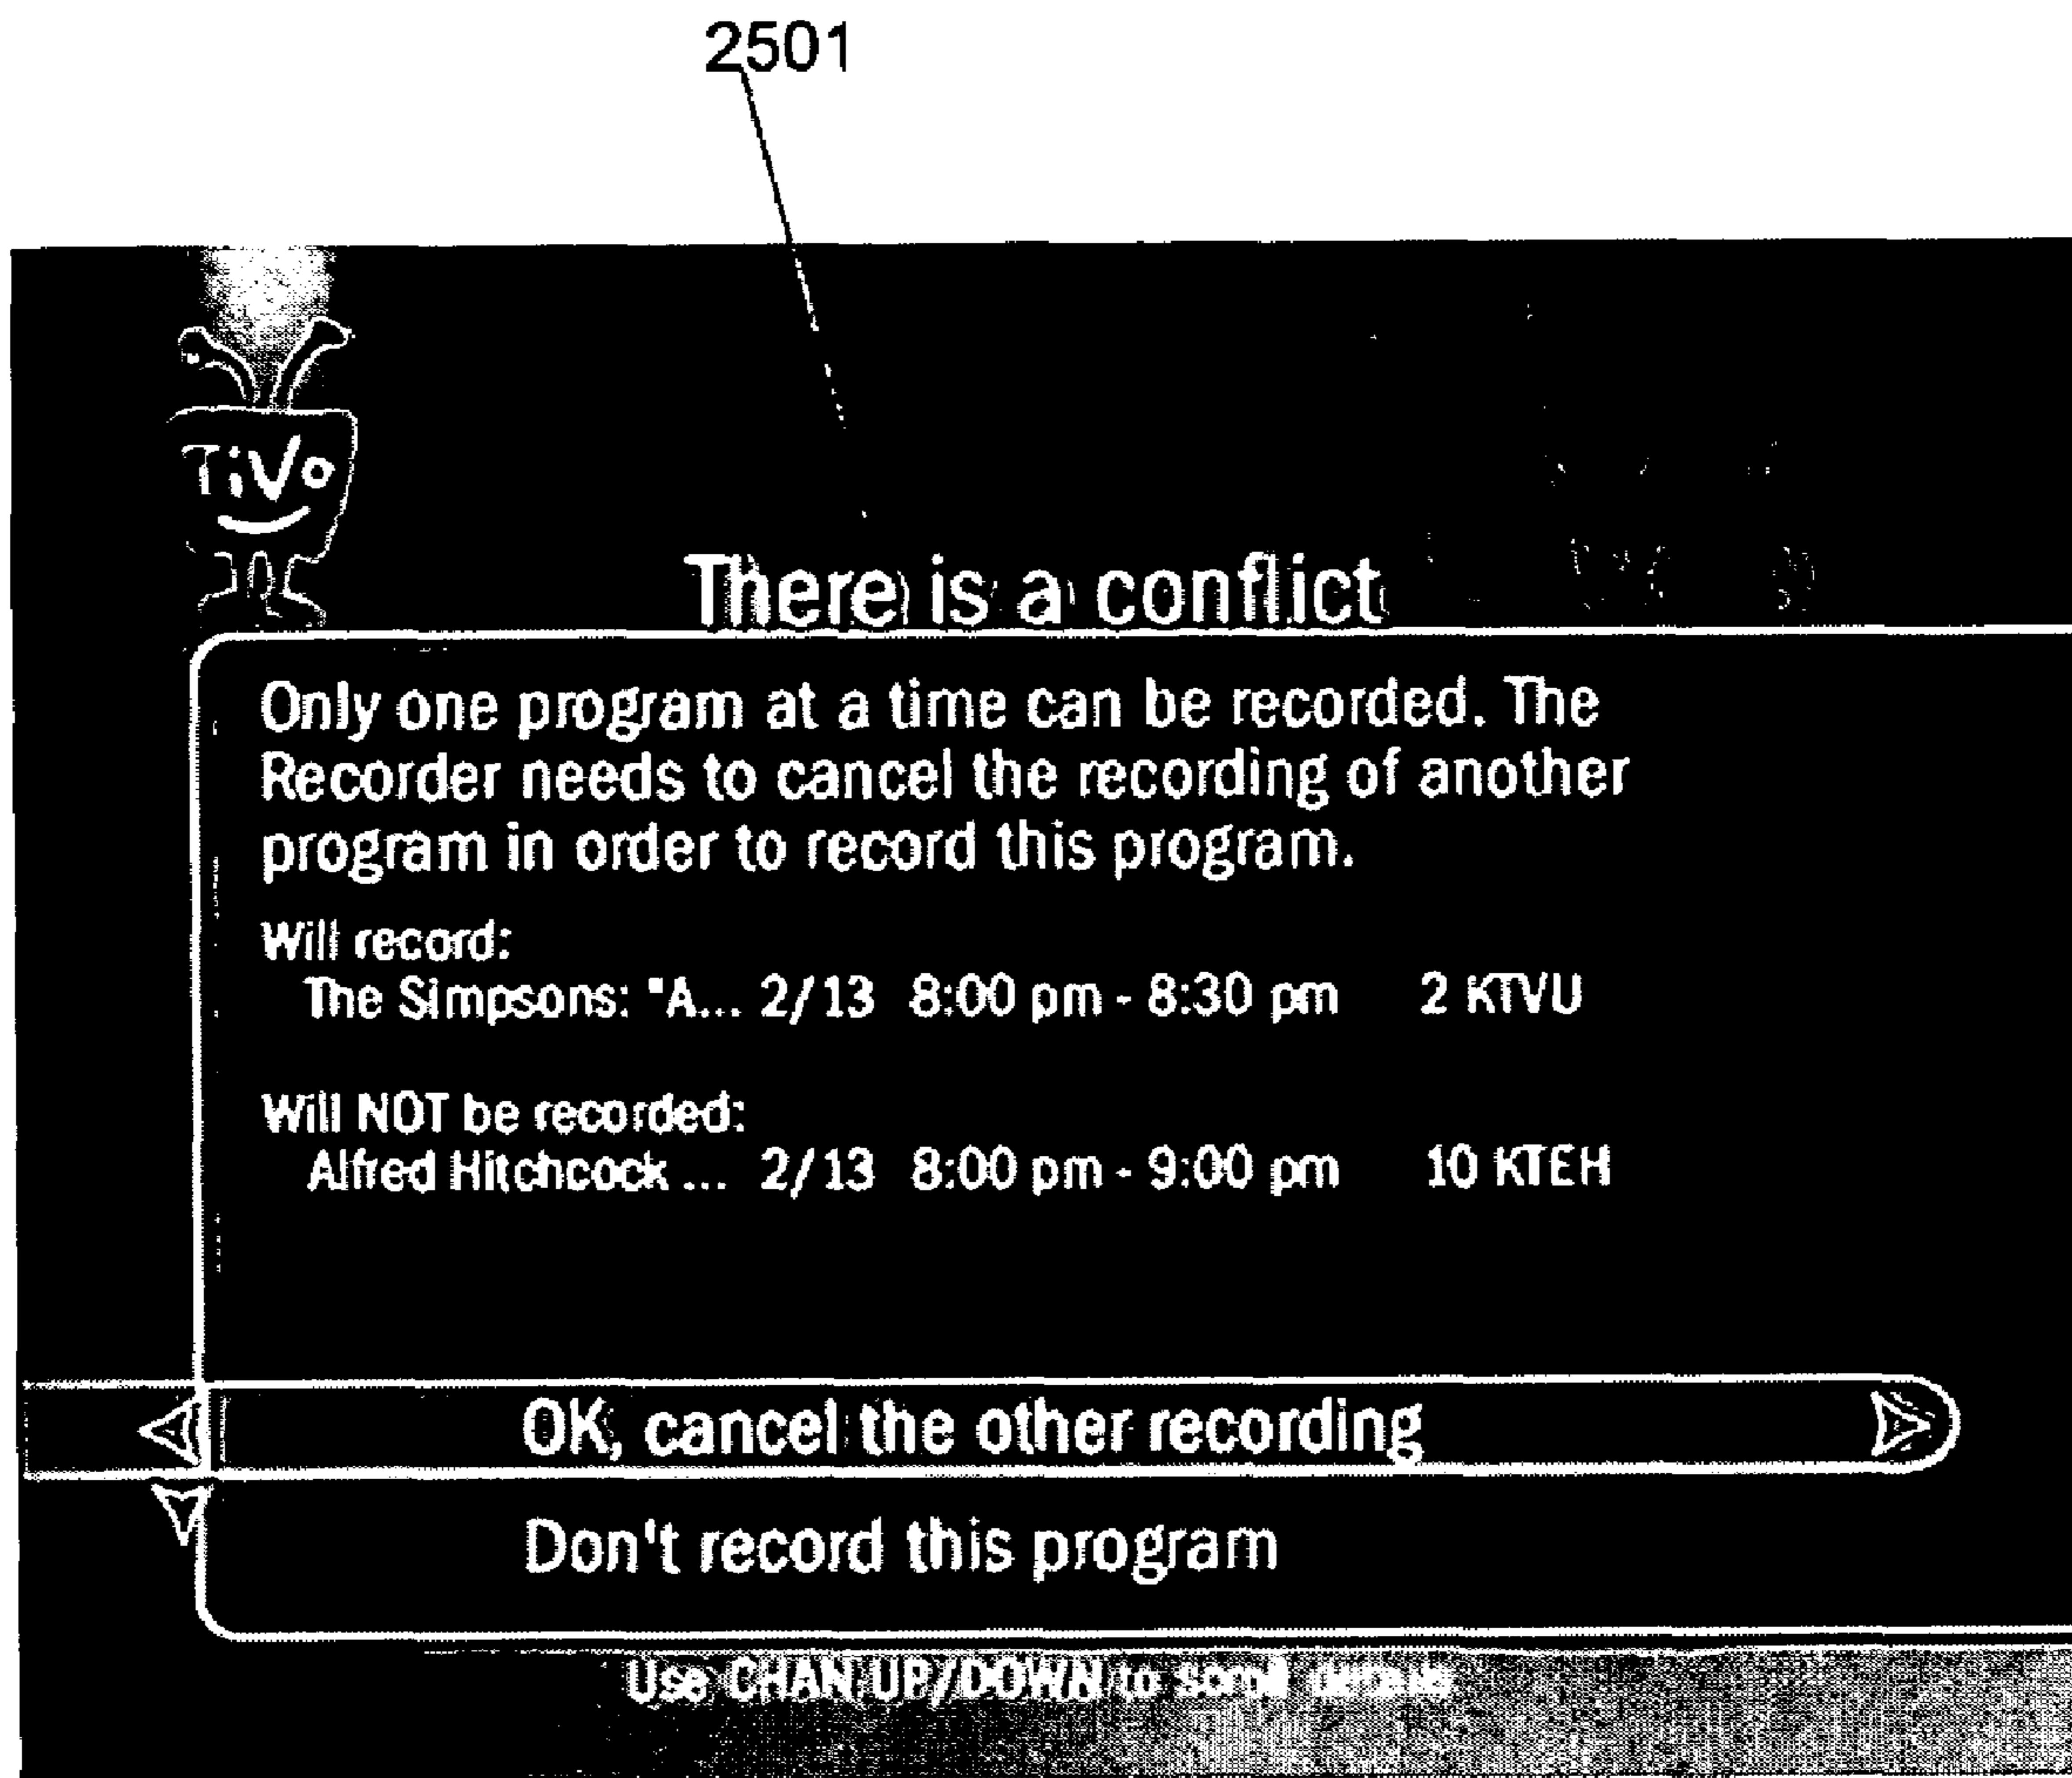 2501
TiVo
There is a conflict
Only one program at a time can be recorded. The
Recorder needs to cancel the recording of another
program in order to record this program.
Will record:
The Simpsons: "A... 2/13 8:00 pm - 8:30 pm 2 KTVU
Will NOT be recorded:
Alfred Hitchcock ... 2/13 8:00 pm - 9:00 pm 10 KTEH
OK, cancel the other recording
Don't record this program
Use CHAN UP/DOWN to scroll details